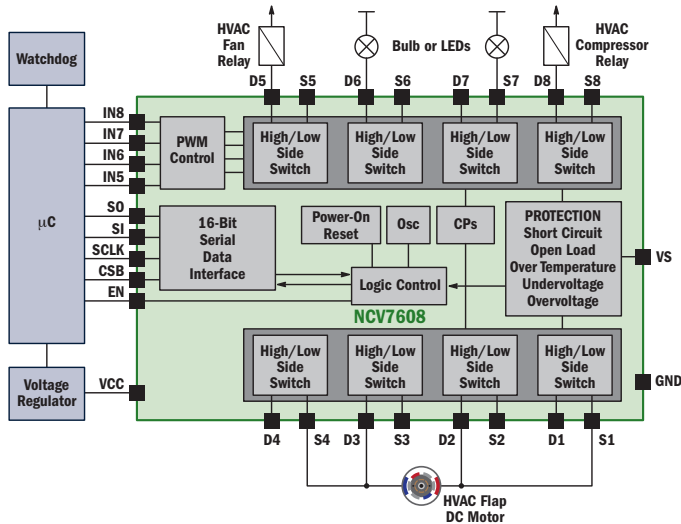 HVAC
Fan
Relay
Bulb or LEDs
HVAC
Compressor
Relay
Watchdog
D5
S5
D6
S6
D7
S7
D8
S8
IN8
IN7
IN6
IN5
PWM
Control
High/Low
Side
Switch
High/Low
Side
Switch
High/Low
Side
Switch
High/Low
Side
Switch
µC
SO
SI
SCLK
CSB
EN
16-Bit
Serial
Data
Interface
Power-On
Reset
Osc
CPs
PROTECTION
Short Circuit
Open Load
Over Temperature
Undervoltage
Overvoltage
VS
Logic Control
NCV7608
Voltage
Regulator
VCC
High/Low
Side
Switch
High/Low
Side
Switch
High/Low
Side
Switch
High/Low
Side
Switch
GND
D4
S4
D3
S3
D2
S2
D1
S1
HVAC Flap
DC Motor